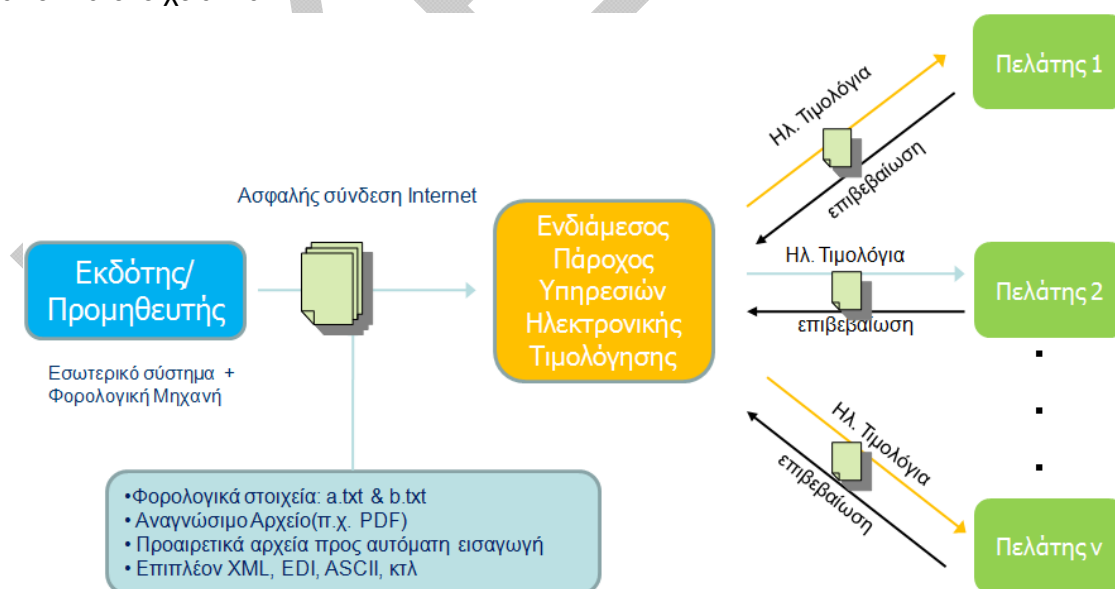 Πελάτης 1
Ηλ. Τιμολόγια
επιβεβαίωση
Ασφαλής σύνδεση Internet
Εκδότης/
Προμηθευτής
Ενδιάμεσος
Πάροχος
Υπηρεσιών
Ηλεκτρονικής
Τιμολόγησης
Ηλ. Τιμολόγια
επιβεβαίωση
Πελάτης 2
Εσωτερικό σύστημα +
Φορολογική Μηχανή
Ηλ. Τιμολόγια
επιβεβαίωση
Πελάτης ν
•Φορολογικά στοιχεία: a.txt & b.txt
• Αναγνώσιμο Αρχείο(π.χ. PDF)
• Προαιρετικά αρχεία προς αυτόματη εισαγωγή
• Επιπλέον XML, EDI, ASCII, κτλ